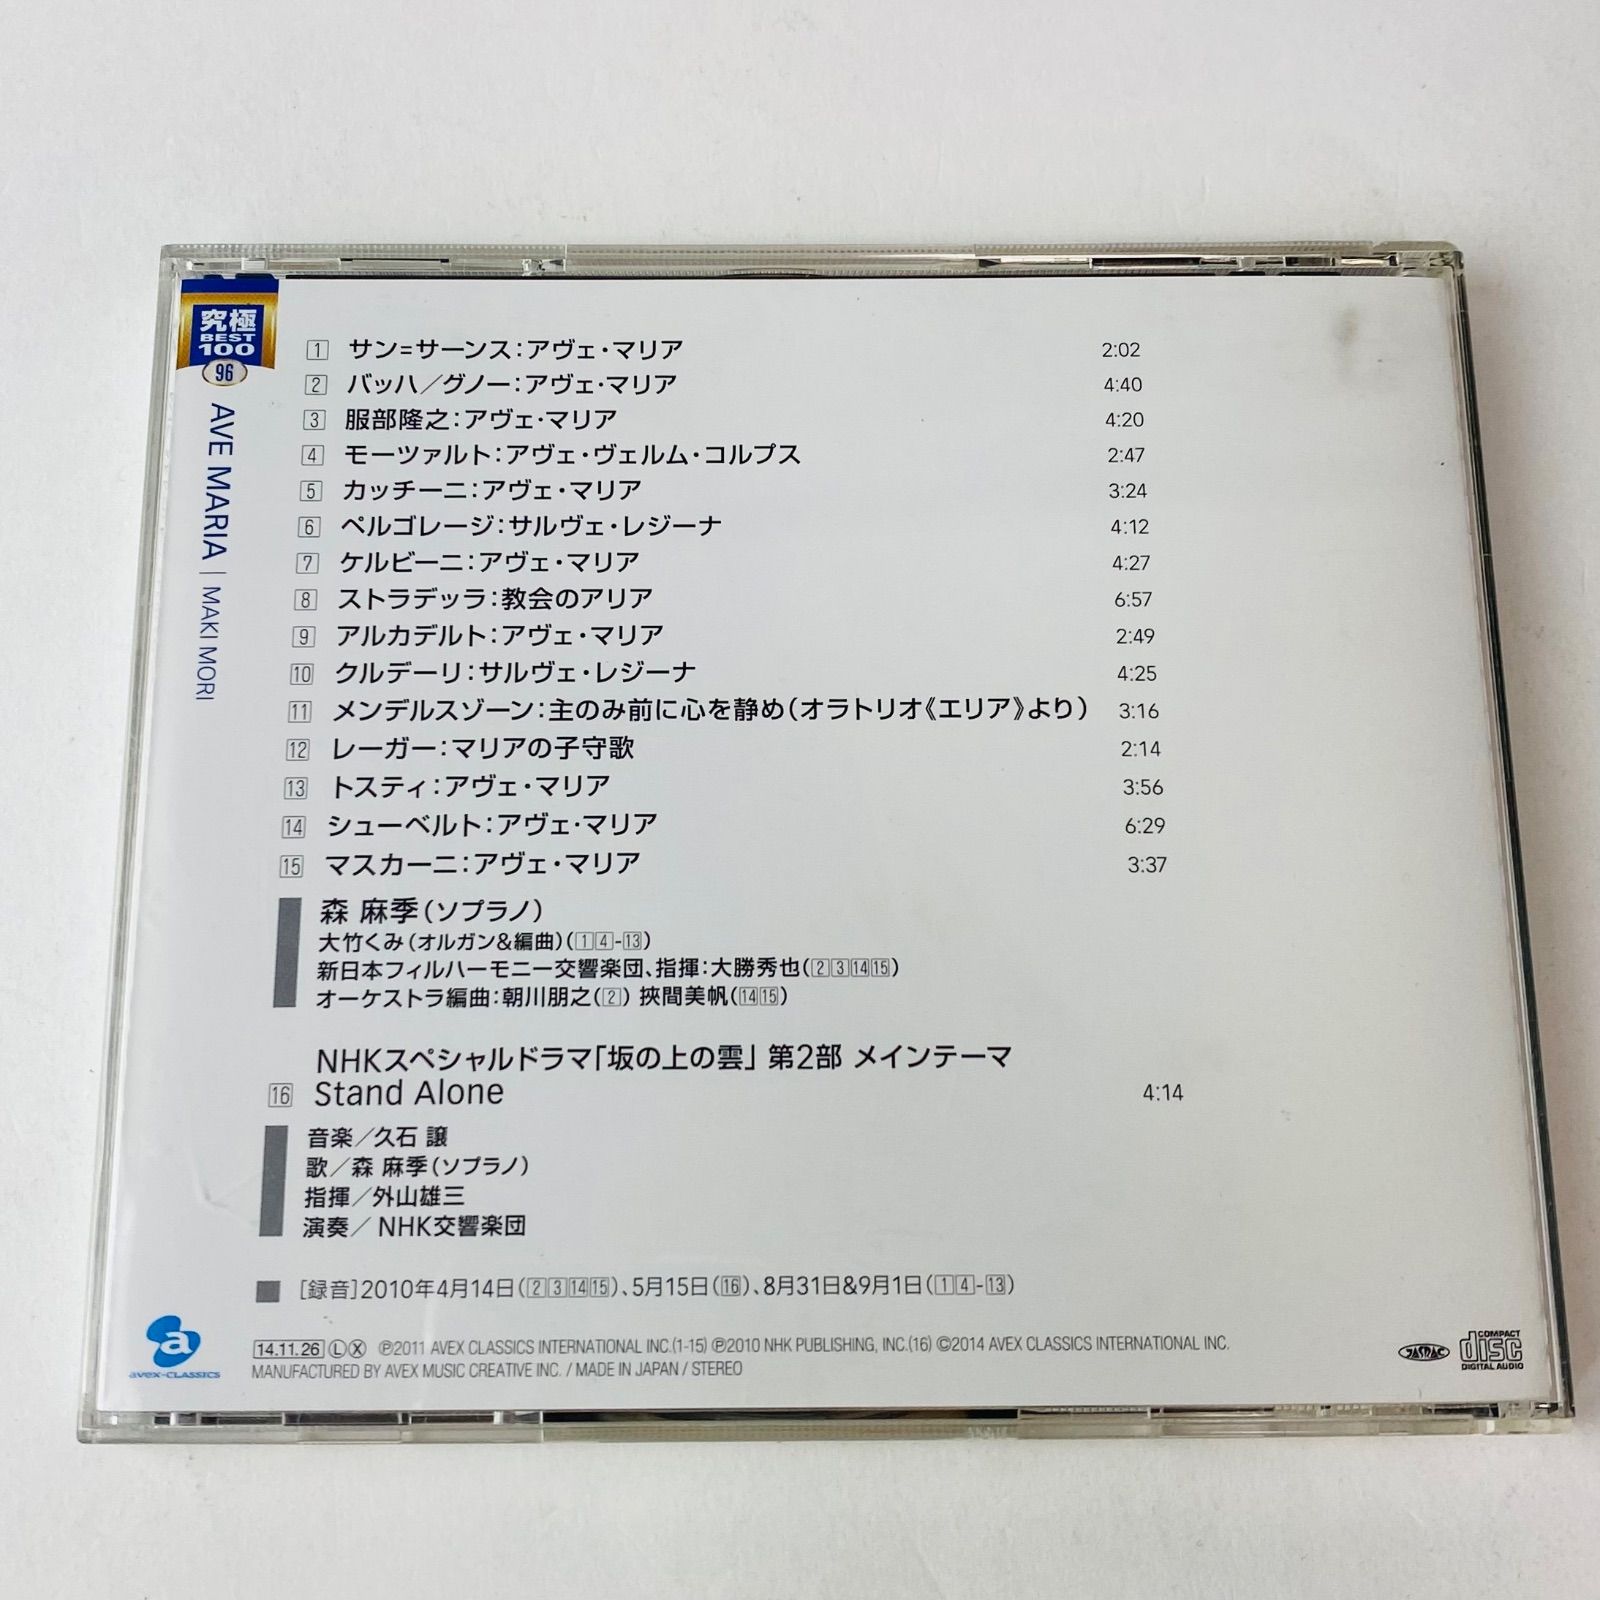 究極
BEST
100
96
AVE MARIA | MAKI MORI
1 サン=サーンス:アヴェ・マリア 2:02
2 バッハ／グノー:アヴェ・マリア 4:40
3 服部隆之:アヴェ・マリア 4:20
4 モーツァルト:アヴェ・ヴェルム・コルプス 2:47
5 カッチーニ:アヴェ・マリア 3:24
6 ペルゴレージ:サルヴェ・レジーナ 4:12
7 ケルビーニ:アヴェ・マリア 4:27
8 ストラデッラ:教会のアリア 6:57
9 アルカデルト:アヴェ・マリア 2:49
10 クルデーリ:サルヴェ・レジーナ 4:25
11 メンデルスゾーン:主のみ前に心を静め(オラトリオ《エリア》より) 3:16
12 レーガー:マリアの子守歌 2:14
13 トスティ:アヴェ・マリア 3:56
14 シューベルト:アヴェ・マリア 6:29
15 マスカーニ:アヴェ・マリア 3:37
森 麻季(ソプラノ)
大竹くみ(オルガン&編曲)(1 4-13)
新日本フィルハーモニー交響楽団、指揮:大勝秀也(2 3 14 15)
オーケストラ編曲:朝川朋之(2) 挾間美帆(14 15)
NHKスペシャルドラマ「坂の上の雲」 第2部 メインテーマ
16 Stand Alone 4:14
音楽／久石 譲
歌／森 麻季(ソプラノ)
指揮／外山雄三
演奏／NHK交響楽団
[録音]2010年4月14日(2 3 14 15)、5月15日(16)、8月31日&9月1日(1 4-13)
a
avex-CLASSICS
14.11.26 Ⓛ Ⓧ ℗2011 AVEX CLASSICS INTERNATIONAL INC.(1-15) ℗2010 NHK PUBLISHING, INC.(16) ©2014 AVEX CLASSICS INTERNATIONAL INC.
MANUFACTURED BY AVEX MUSIC CREATIVE INC. / MADE IN JAPAN / STEREO
JASRAC
COMPACT
disc
DIGITAL AUDIO